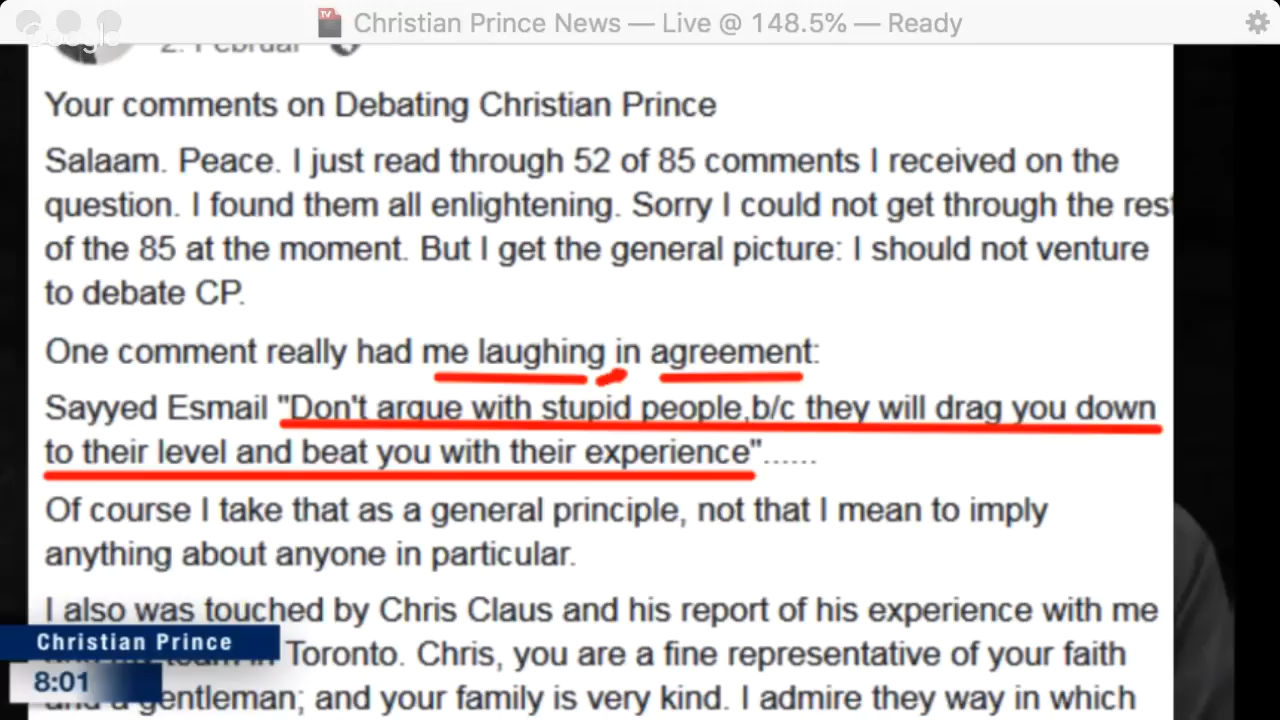 Christian Prince News — Live @ 148.5% — Ready
Google
2. Februar
Your comments on Debating Christian Prince
Salaam. Peace. I just read through 52 of 85 comments I received on the
question. I found them all enlightening. Sorry I could not get through the rest
of the 85 at the moment. But I get the general picture: I should not venture
to debate CP.
One comment really had me laughing in agreement:
Sayyed Esmail "Don't argue with stupid people,b/c they will drag you down
to their level and beat you with their experience"......
Of course I take that as a general principle, not that I mean to imply
anything about anyone in particular.
I also was touched by Chris Claus and his report of his experience with me
Toronto. Chris, you are a fine representative of your faith
and a gentleman; and your family is very kind. I admire they way in which
Christian Prince
8:01